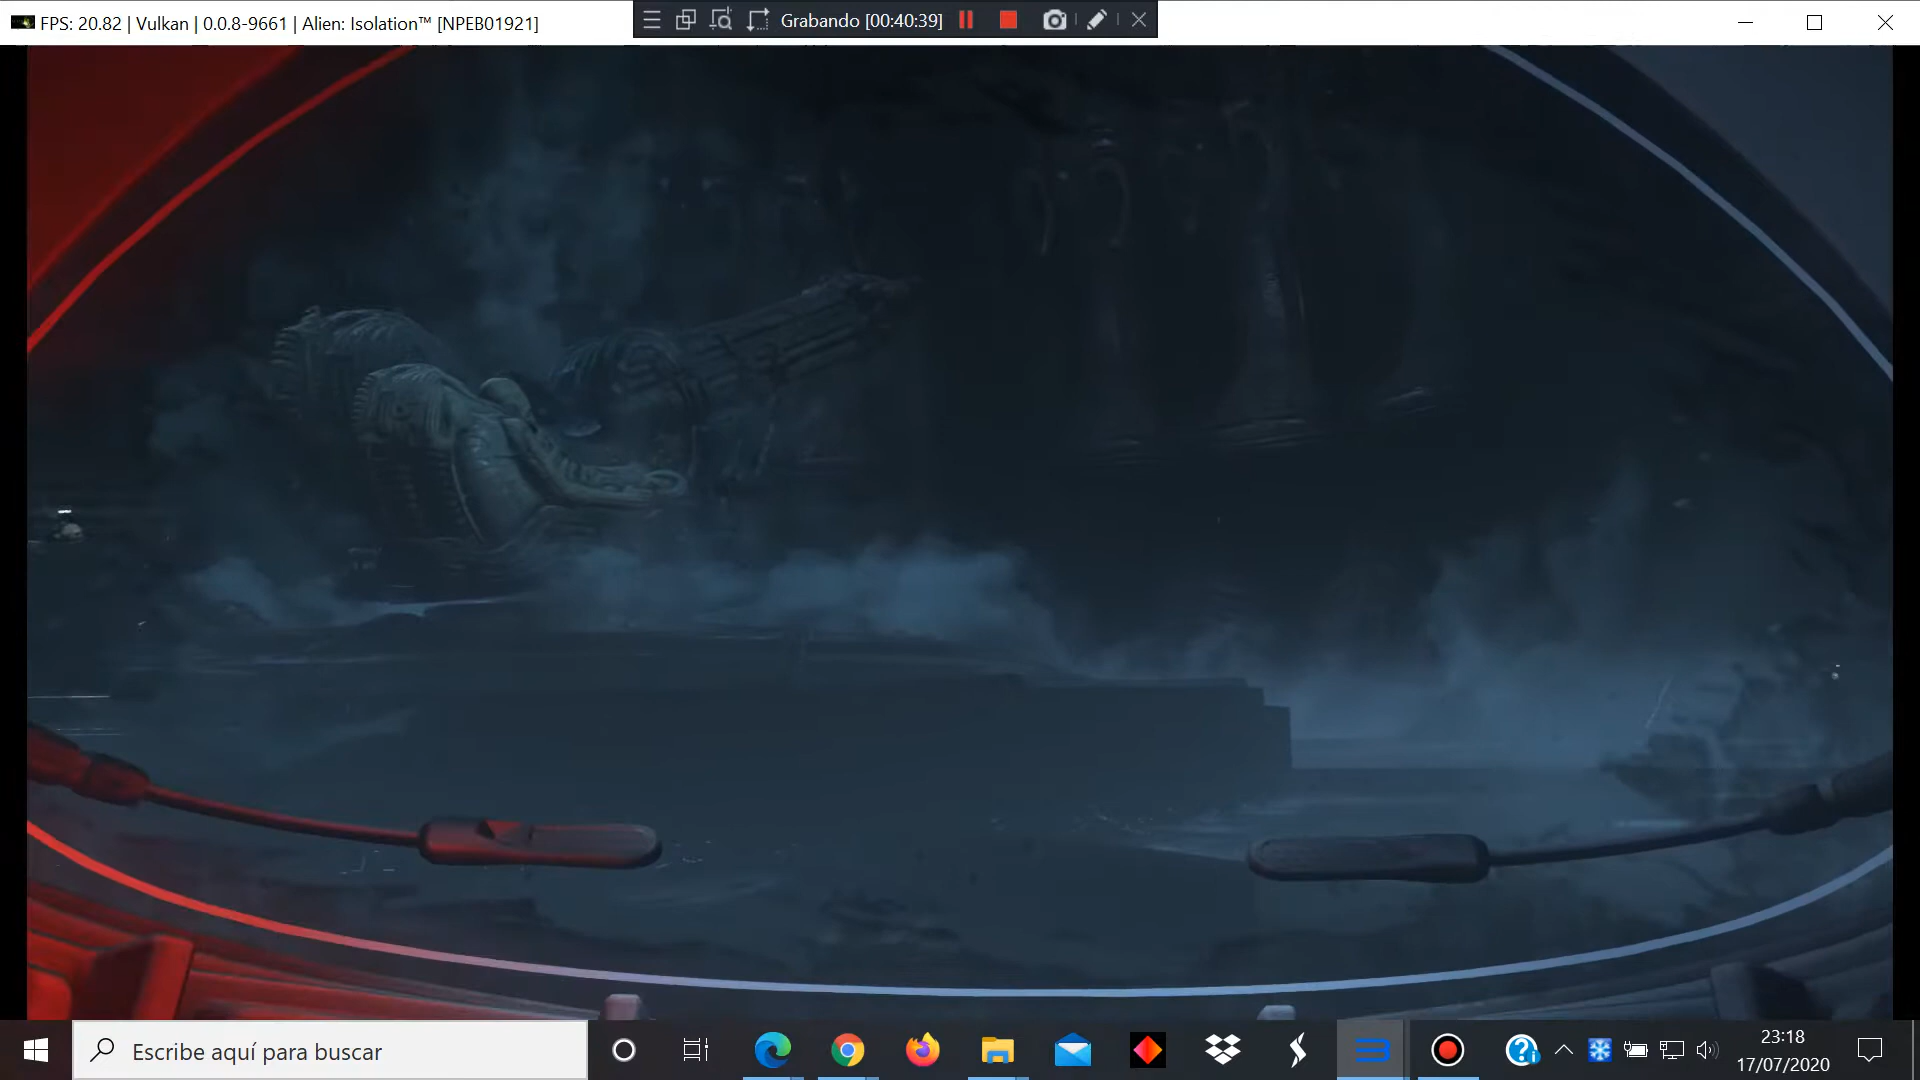 FPS: 20.82 | Vulkan | 0.0.8-9661 | Alien: Isolation™ [NPEB01921]
Grabando [00:40:39]
Escribe aquí para buscar
23:18
17/07/2020